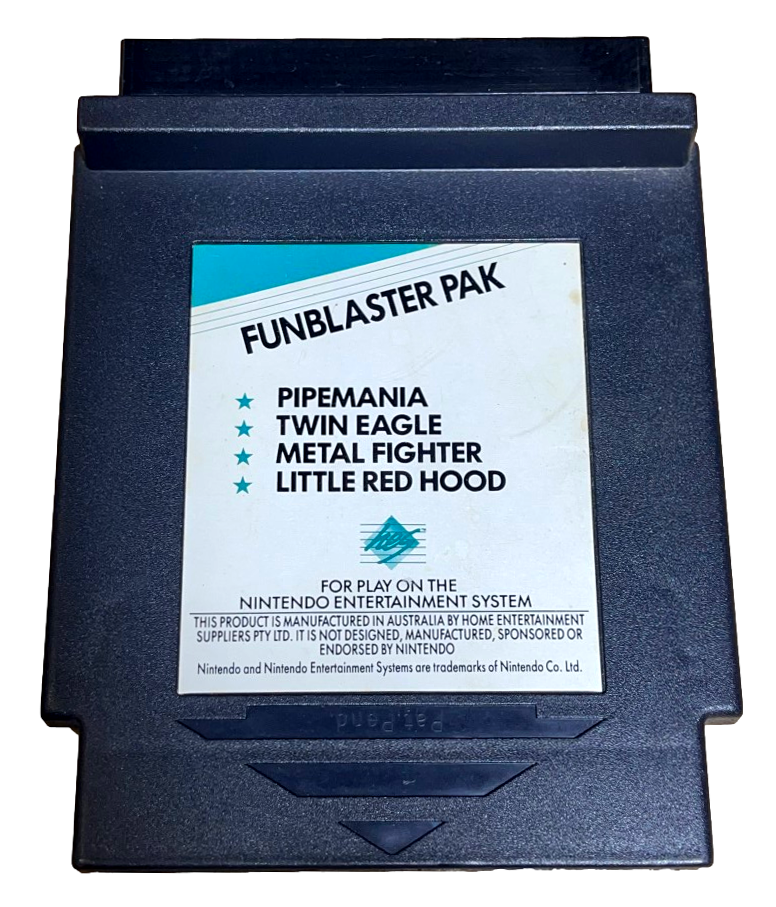 FUNBLASTER PAK
★ PIPEMANIA
★ TWIN EAGLE
★ METAL FIGHTER
★ LITTLE RED HOOD
hes™
FOR PLAY ON THE
NINTENDO ENTERTAINMENT SYSTEM
THIS PRODUCT IS MANUFACTURED IN AUSTRALIA BY HOME ENTERTAINMENT
SUPPLIERS PTY LTD. IT IS NOT DESIGNED, MANUFACTURED, SPONSORED OR
ENDORSED BY NINTENDO
Nintendo and Nintendo Entertainment Systems are trademarks of Nintendo Co. Ltd.
Pat.Pend